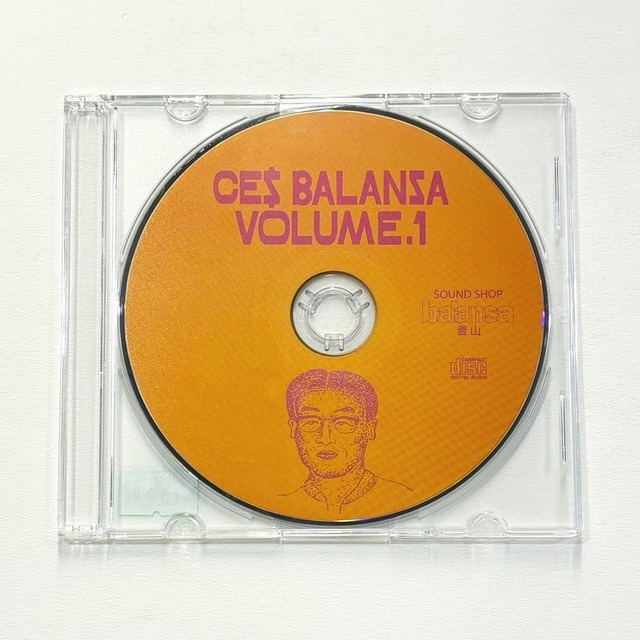 CE$ BALANSA
VOLUME.1
SOUND SHOP
balansa
釜山
COMPACT
disc
DIGITAL AUDIO